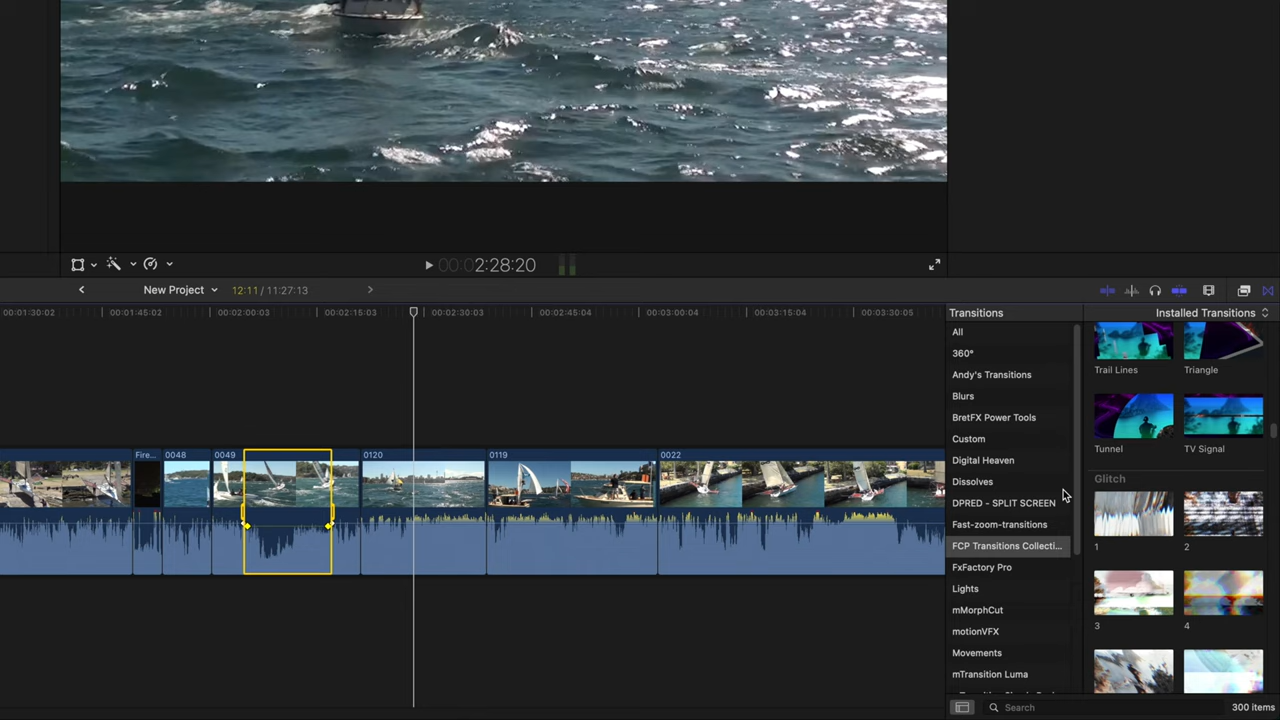 00:00:2:28:20
New Project
12:11 / 11:27:13
00:01:30:02
00:01:45:02
00:02:00:03
00:02:15:03
00:02:30:03
00:02:45:04
00:03:00:04
00:03:15:04
00:03:30:05
Transitions
Installed Transitions
All
360°
Andy's Transitions
Blurs
BretFX Power Tools
Custom
Digital Heaven
Dissolves
DPRED - SPLIT SCREEN
Fast-zoom-transitions
FCP Transitions Collecti...
FxFactory Pro
Lights
mMorphCut
motionVFX
Movements
mTransition Luma
Trail Lines
Triangle
Tunnel
TV Signal
Glitch
1
2
3
4
Fire...
0048
0049
0120
0119
0022
Search
300 items